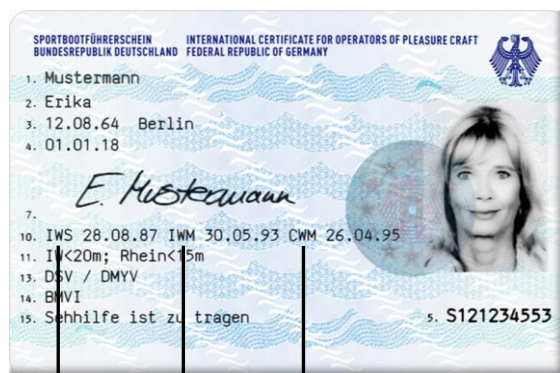 SPORTBOOTFÜHRERSCHEIN INTERNATIONAL CERTIFICATE FOR OPERATORS OF PLEASURE CRAFT
BUNDESREPUBLIK DEUTSCHLAND FEDERAL REPUBLIC OF GERMANY
1. Mustermann
2. Erika
3. 12.08.64 Berlin
4. 01.01.18
E. Mustermann
7.
10. IWS 28.08.87 IWM 30.05.93 CWM 26.04.95
11. IW<20m; Rhein<15m
13. DSV / DMYV
14. BMVI
15. Sehhilfe ist zu tragen
5. S121234553